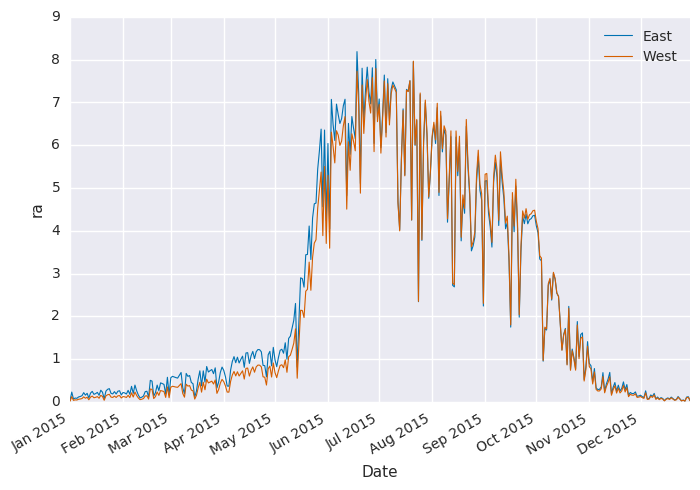 9
8
7
6
5
4
3
2
1
0
ra
East
West
Jan 2015
Feb 2015
Mar 2015
Apr 2015
May 2015
Jun 2015
Jul 2015
Aug 2015
Sep 2015
Oct 2015
Nov 2015
Dec 2015
Date